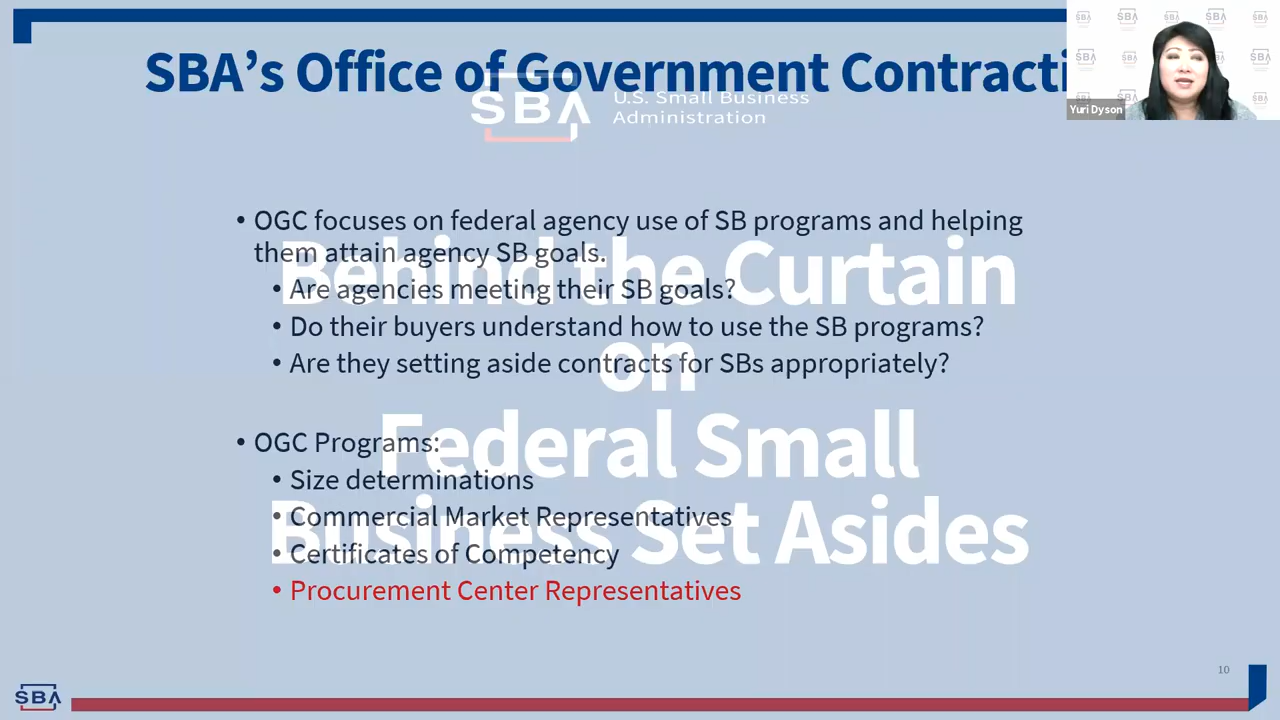 SBA's Office of Government Contracti
SBA U.S. Small Business
Administration
Yuri Dyson
• OGC focuses on federal agency use of SB programs and helping
them attain agency SB goals.
• Are agencies meeting their SB goals?
• Do their buyers understand how to use the SB programs?
• Are they setting aside contracts for SBs appropriately?
• OGC Programs:
• Size determinations
• Commercial Market Representatives
• Certificates of Competency
• Procurement Center Representatives
Behind the Curtain
on
Federal Small
Business Set Asides
10
SBA